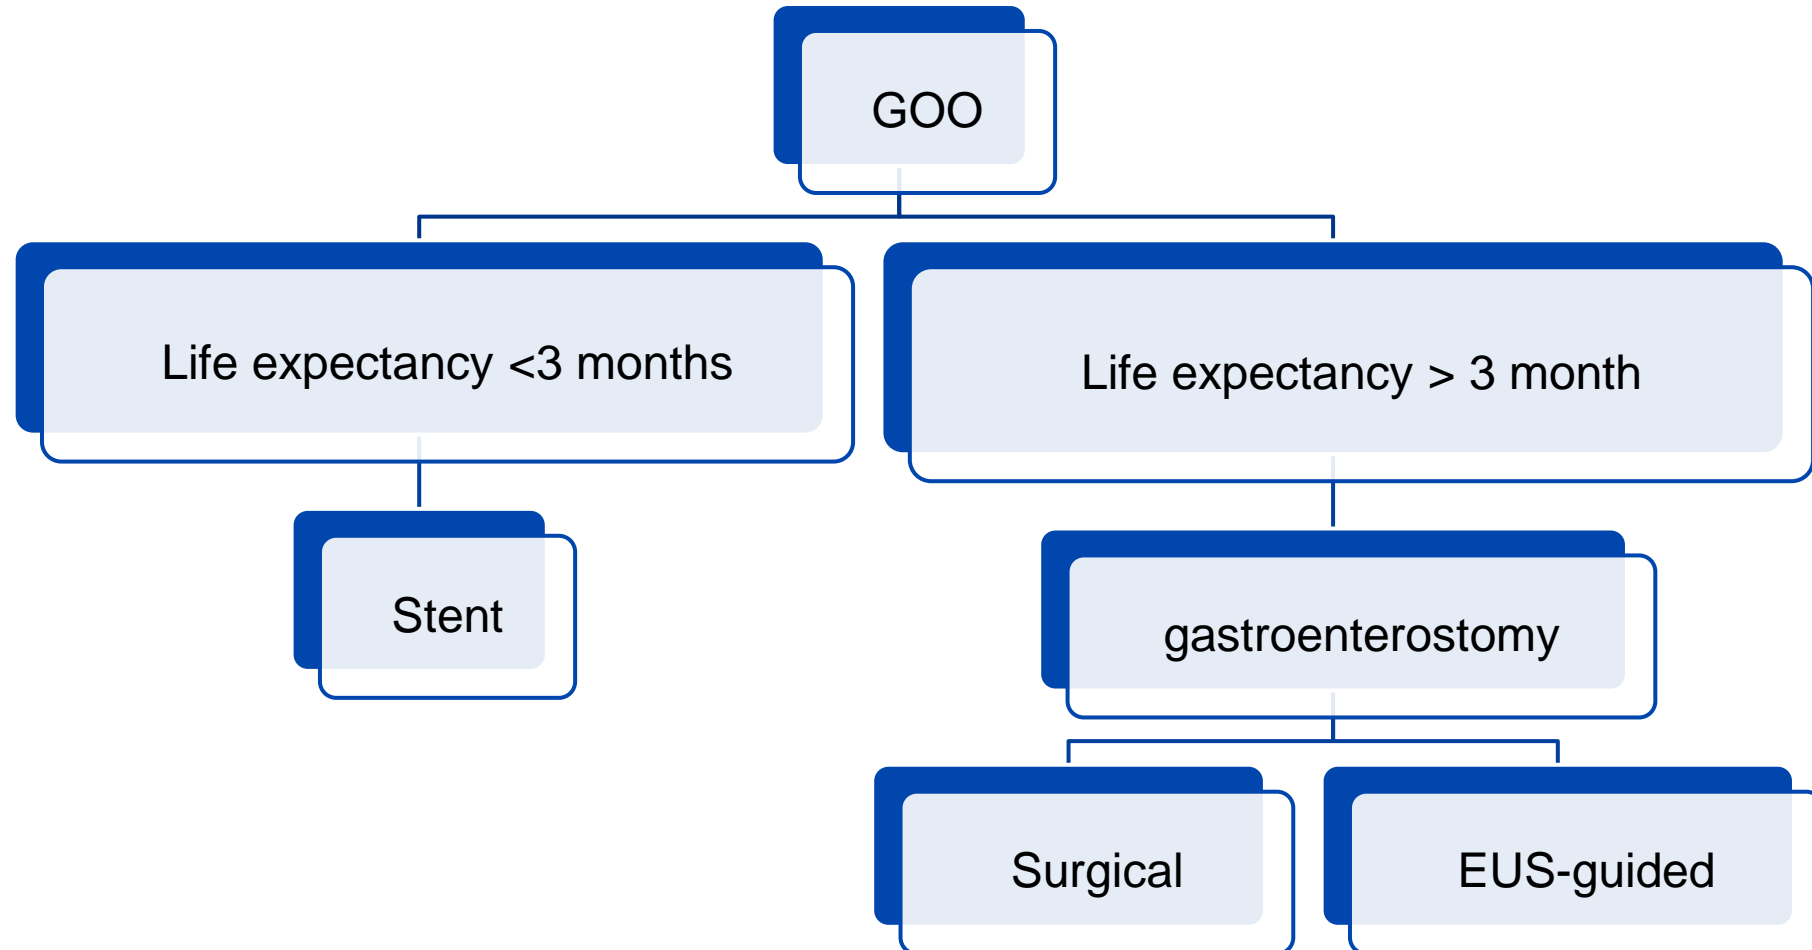 GOO
Life expectancy <3 months
Life expectancy > 3 month
Stent
gastroenterostomy
Surgical
EUS-guided